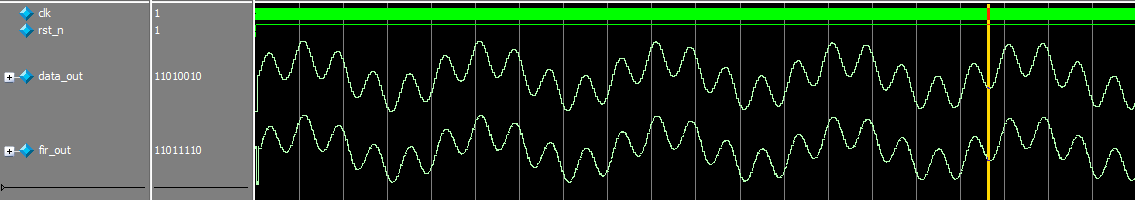 clk 1
rst_n 1
data_out 11010010
fir_out 11011110